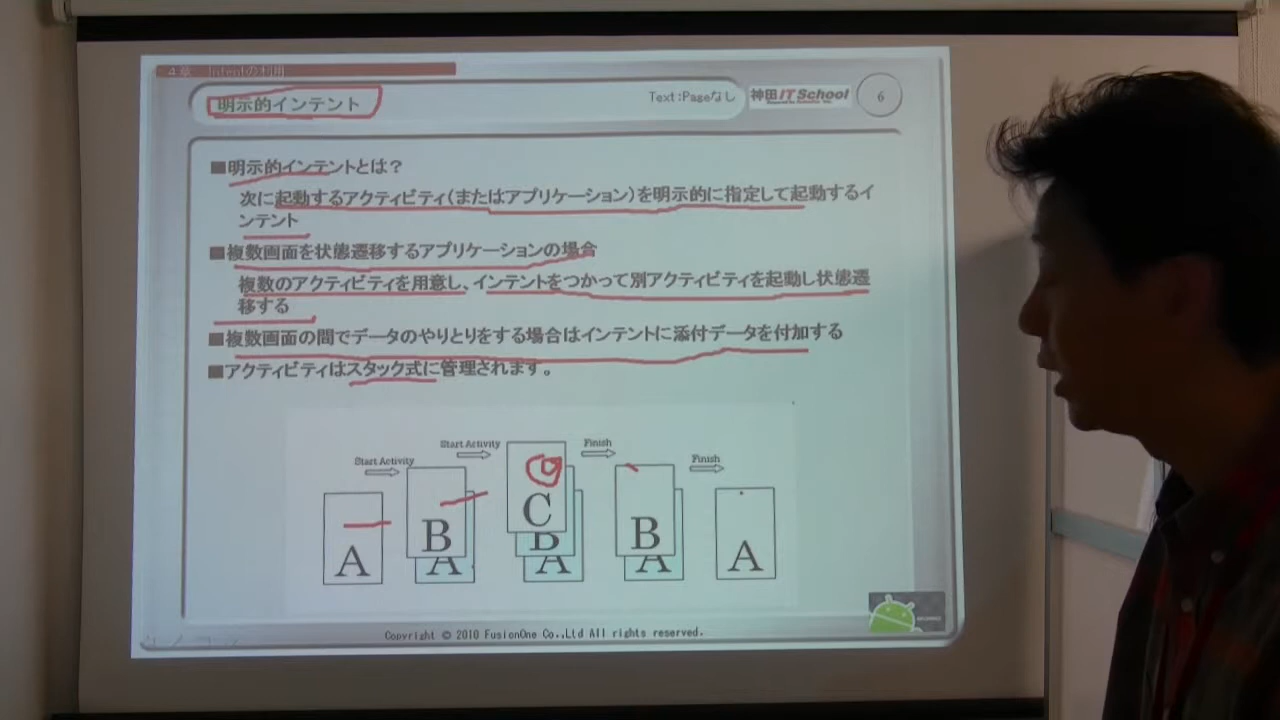 4章 Intentの利用
明示的インテント
Text:Pageなし
神田IT School
6
■明示的インテントとは？
次に起動するアクティビティ(またはアプリケーション)を明示的に指定して起動するイ
ンテント
■複数画面を状態遷移するアプリケーションの場合
複数のアクティビティを用意し、インテントをつかって別アクティビティを起動し状態遷
移する
■複数画面の間でデータのやりとりをする場合はインテントに添付データを付加する
■アクティビティはスタック式に管理されます。
Start Activity
Start Activity
Finish
Finish
A
B
A
C
B
A
B
A
A
Copyright © 2010 FusionOne Co.,Ltd All rights reserved.